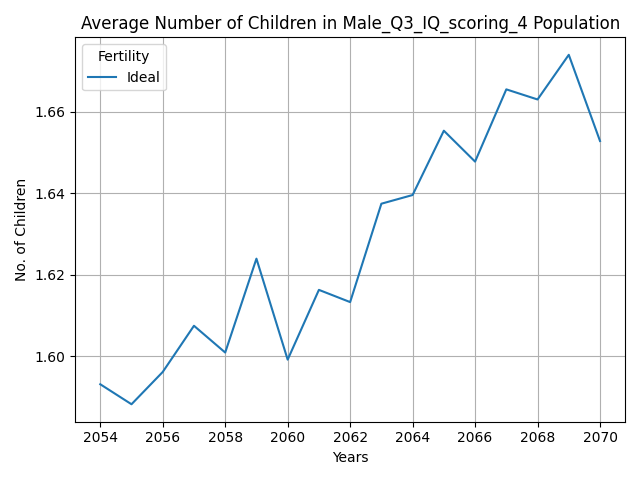 Average Number of Children in Male_Q3_IQ_scoring_4 Population
Fertility
Ideal
No. of Children
1.66
1.64
1.62
1.60
2054 2056 2058 2060 2062 2064 2066 2068 2070
Years